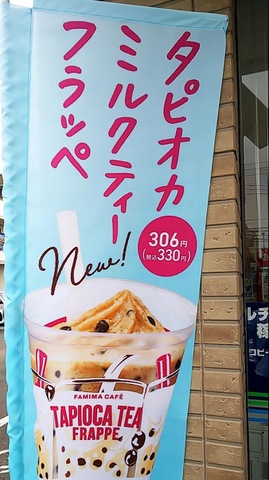 タピオカ
ミルクティー
フラッペ
306円
(税込330円)
New!
FAMIMA CAFÉ
TAPIOCA TEA
FRAPPE